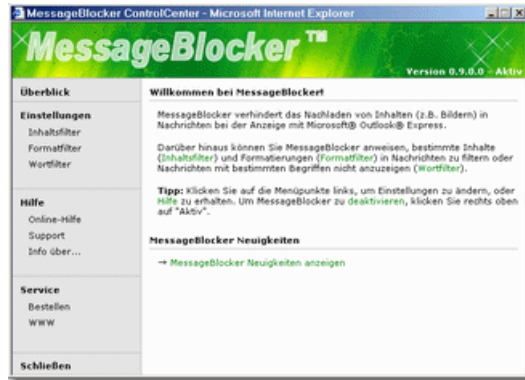 MessageBlocker ControlCenter - Microsoft Internet Explorer
MessageBlocker ™
Version 0.9.0.0 - Aktiv
Überblick
Einstellungen
Inhaltsfilter
Formatfilter
Wortfilter
Hilfe
Online-Hilfe
Support
Info über...
Service
Bestellen
WWW
Schließen
Willkommen bei MessageBlocker!
MessageBlocker verhindert das Nachladen von Inhalten (z.B. Bildern) in
Nachrichten bei der Anzeige mit Microsoft® Outlook® Express.
Darüber hinaus können Sie MessageBlocker anweisen, bestimmte Inhalte
(Inhaltsfilter) und Formatierungen (Formatfilter) in Nachrichten zu filtern oder
Nachrichten mit bestimmten Begriffen nicht anzuzeigen (Wortfilter).
Tipp: Klicken Sie auf die Menüpunkte links, um Einstellungen zu ändern, oder
Hilfe zu erhalten. Um MessageBlocker zu deaktivieren, klicken Sie rechts oben
auf "Aktiv".
MessageBlocker Neuigkeiten
→ MessageBlocker Neuigkeiten anzeigen